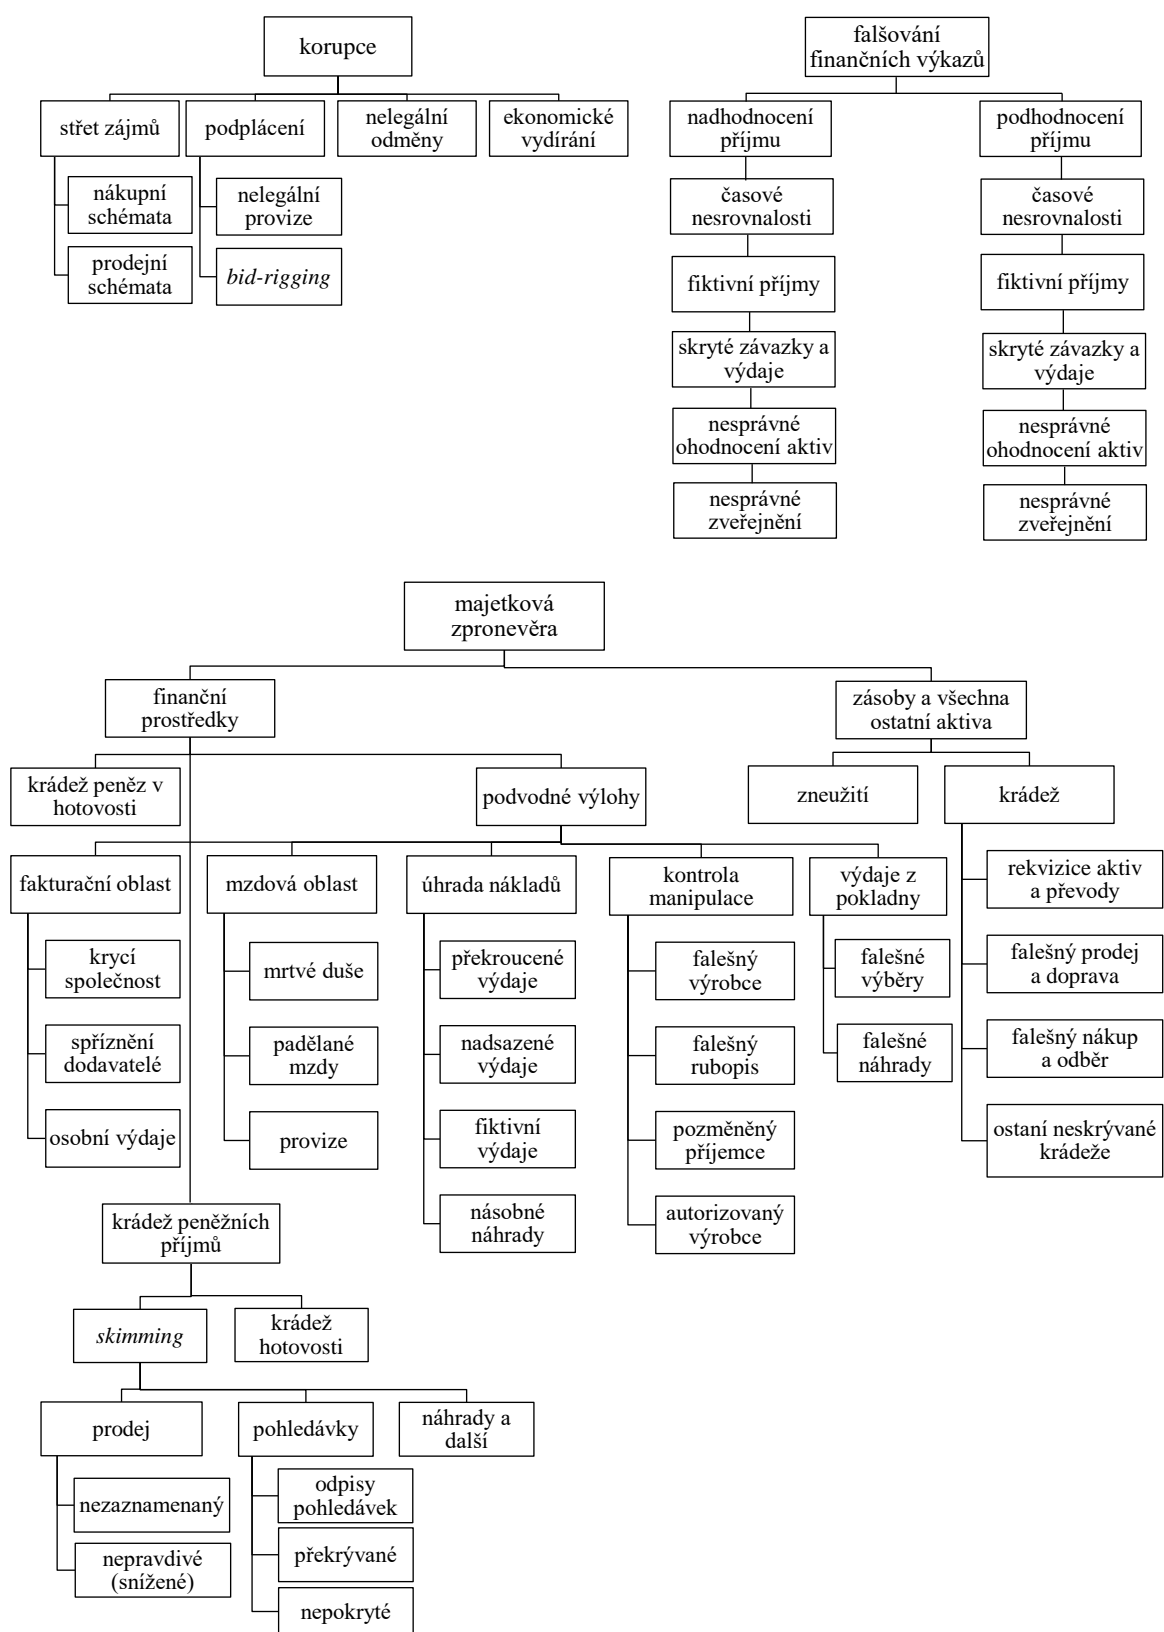 korupce
falšování
finančních výkazů
střet zájmů
podplácení
nelegální
odměny
ekonomické
vydírání
nadhodnocení
příjmu
podhodnocení
příjmu
nákupní
schémata
nelegální
provize
časové
nesrovnalosti
časové
nesrovnalosti
prodejní
schémata
bid-rigging
fiktivní příjmy
fiktivní příjmy
skryté závazky a
výdaje
skryté závazky a
výdaje
nesprávné
ohodnocení aktiv
nesprávné
ohodnocení aktiv
nesprávné
zveřejnění
nesprávné
zveřejnění
majetková
zpronevěra
finanční
prostředky
zásoby a všechna
ostatní aktiva
krádež peněz v
hotovosti
podvodné výlohy
zneužití
krádež
fakturační oblast
mzdová oblast
úhrada nákladů
kontrola
manipulace
výdaje z
pokladny
rekvizice aktiv
a převody
krycí
společnost
mrtvé duše
překroucené
výdaje
falešný
výrobce
falešné
výběry
falešný prodej
a doprava
spříznění
dodavatelé
padělané
mzdy
nadsazené
výdaje
falešný
rubopis
falešné
náhrady
falešný nákup
a odběr
osobní výdaje
provize
fiktivní
výdaje
pozměněný
příjemce
ostaní neskrývané
krádeže
krádež peněžních
příjmů
násobné
náhrady
autorizovaný
výrobce
skimming
krádež
hotovosti
prodej
pohledávky
náhrady a
další
nezaznamenaný
odpisy
pohledávek
nepravdivé
(snížené)
překrývané
nepokryté